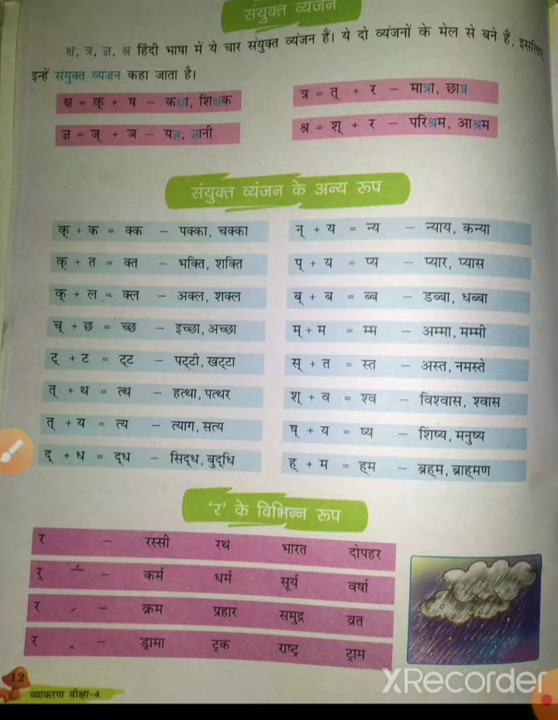 संयुक्त व्यंजन
क्ष, त्र, ज्ञ, श्र हिंदी भाषा में ये चार संयुक्त व्यंजन हैं। ये दो व्यंजनों के मेल से बने हैं, इसलिए
इन्हें संयुक्त व्यंजन कहा जाता है।
क्ष = क् + ष – कक्षा, शिक्षक
त्र = त् + र – मात्रा, छात्र
ज्ञ = ज् + ञ – यज्ञ, ज्ञानी
श्र = श् + र – परिश्रम, आश्रम
संयुक्त व्यंजन के अन्य रूप
क् + क = क्क – पक्का, चक्का
न् + य = न्य – न्याय, कन्या
क् + त = क्त – भक्ति, शक्ति
प् + य = प्य – प्यार, प्यास
क् + ल = क्ल – अक्ल, शक्ल
ब् + ब = ब्ब – डब्बा, धब्बा
च् + छ = च्छ – इच्छा, अच्छा
म् + म = म्म – अम्मा, मम्मी
ट् + ट = ट्ट – पट्टी, खट्टा
स् + त = स्त – अस्त, नमस्ते
त् + थ = त्थ – हत्था, पत्थर
श् + व = श्व – विश्वास, श्वास
त् + य = त्य – त्याग, सत्य
ष् + य = ष्य – शिष्य, मनुष्य
द् + ध = द्ध – सिद्ध, बुद्धि
ह् + म = ह्म – ब्रह्म, ब्राह्मण
'र' के विभिन्न रूप
र – रस्सी रथ भारत दोपहर
र् – कर्म धर्म सूर्य वर्षा
र – क्रम प्रहार समुद्र व्रत
र – ड्रामा ट्रक राष्ट्र ट्राम
12
व्याकरण वीक्षा-4
XRecorder